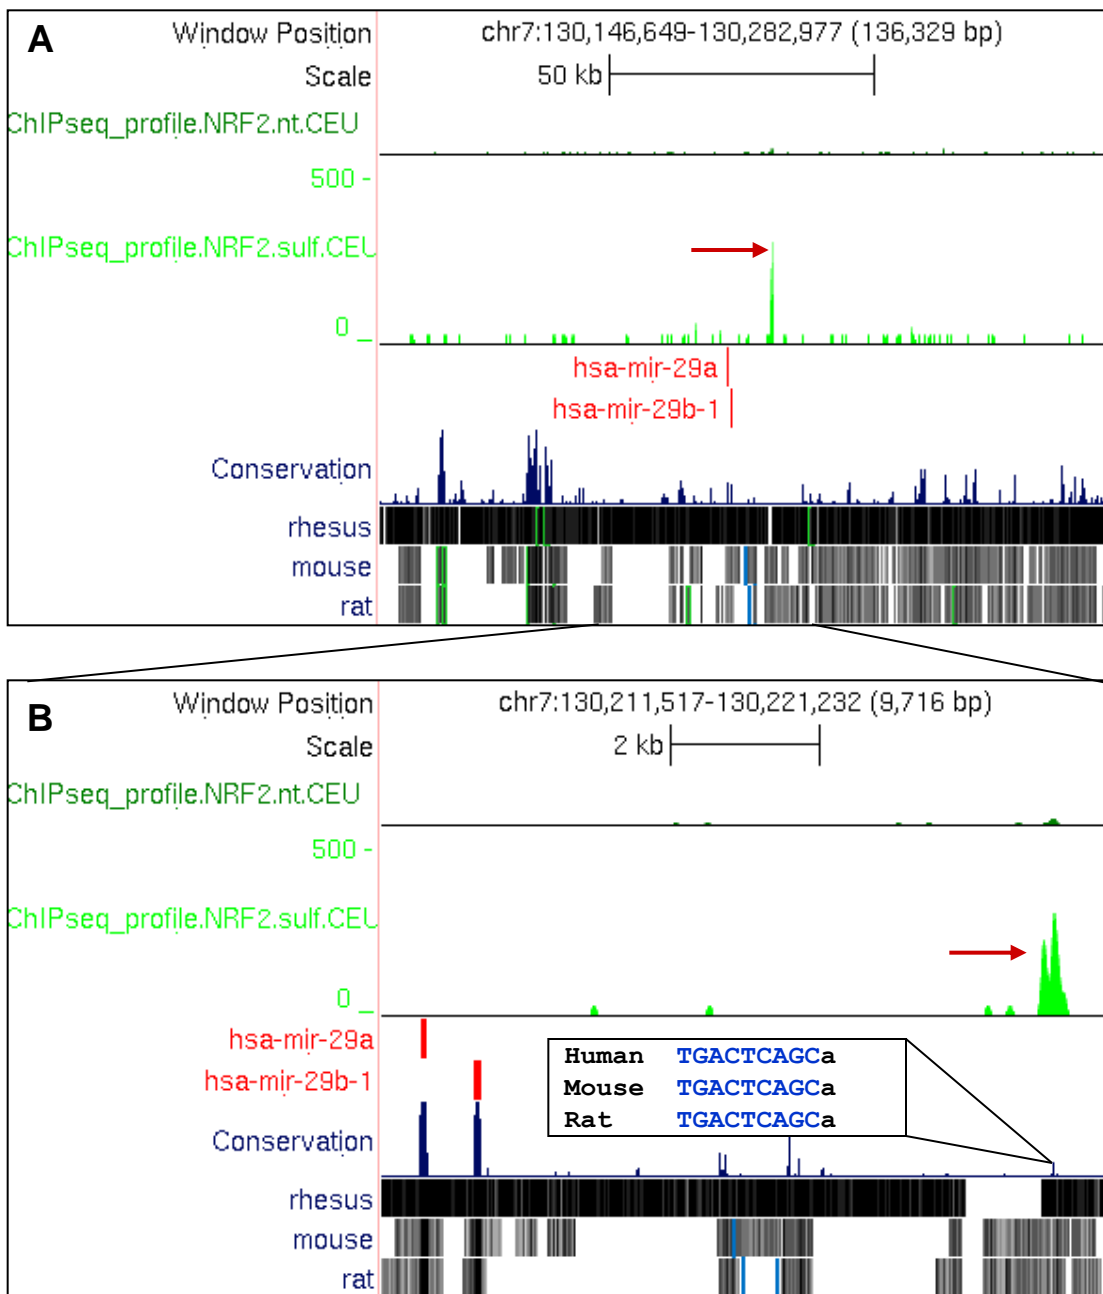 A
Window Position chr7:130,146,649-130,282,977 (136,329 bp)
Scale 50 kb
ChIPseq_profile.NRF2.nt.CEU
500 -
ChIPseq_profile.NRF2.sulf.CEU
0 _
hsa-mir-29a
hsa-mir-29b-1
Conservation
rhesus
mouse
rat
B
Window Position chr7:130,211,517-130,221,232 (9,716 bp)
Scale 2 kb
ChIPseq_profile.NRF2.nt.CEU
500 -
ChIPseq_profile.NRF2.sulf.CEU
0 _
hsa-mir-29a
hsa-mir-29b-1
Human TGACTCAGCa
Mouse TGACTCAGCa
Rat TGACTCAGCa
Conservation
rhesus
mouse
rat